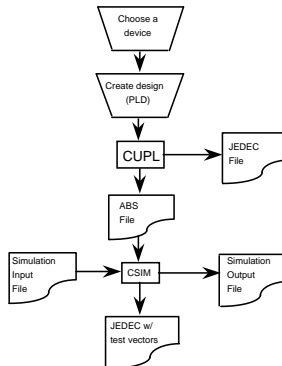 Choose a
device
Create design
(PLD)
CUPL
JEDEC
File
ABS
File
Simulation
Input
File
CSIM
Simulation
Output
File
JEDEC w/
test vectors